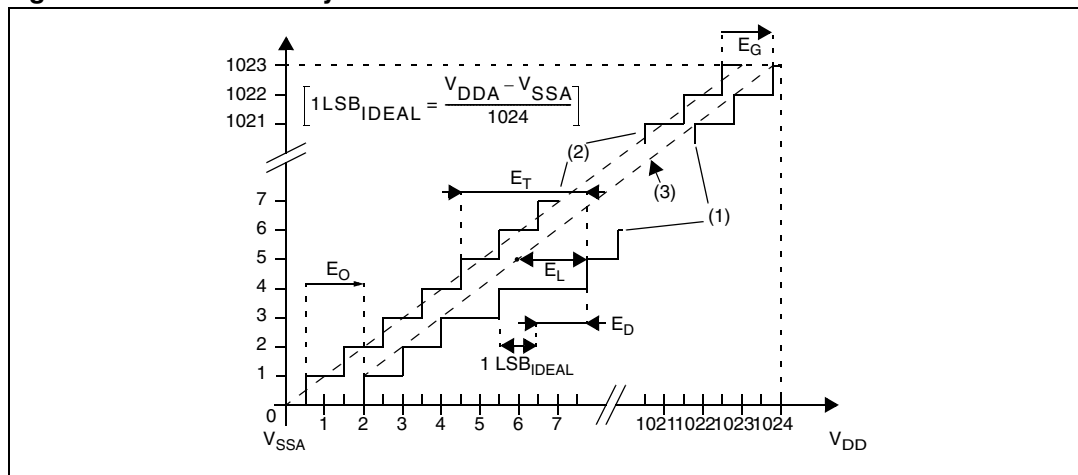 E_G
1023
1022
1021
[1LSB_IDEAL = (V_DDA − V_SSA) / 1024]
(2)
E_T
(3)
(1)
7
6
5
4
3
2
1
0
E_O
E_L
E_D
1 LSB_IDEAL
1 2 3 4 5 6 7 1021 1022 1023 1024
V_SSA
V_DD